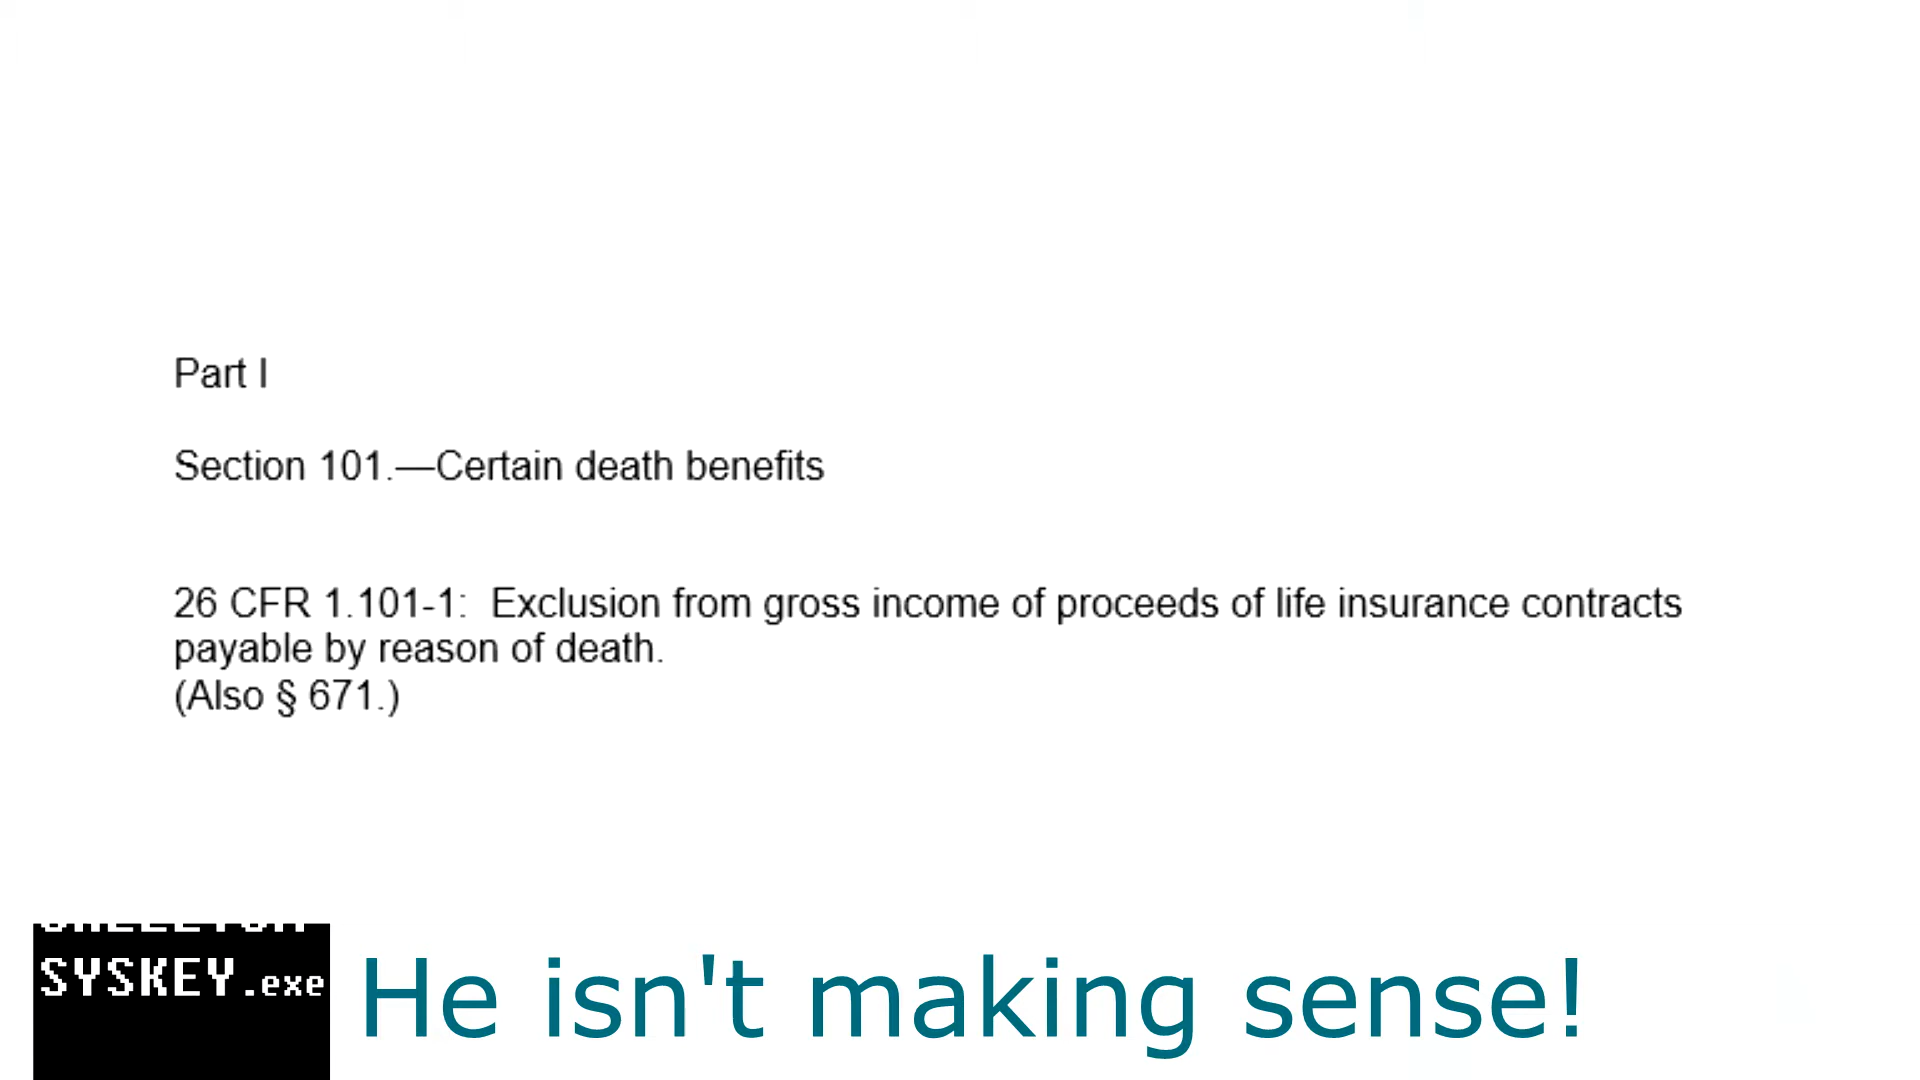 Part I
Section 101.—Certain death benefits
26 CFR 1.101-1:  Exclusion from gross income of proceeds of life insurance contracts
payable by reason of death.
(Also § 671.)
SYSKEY.exe
He isn't making sense!